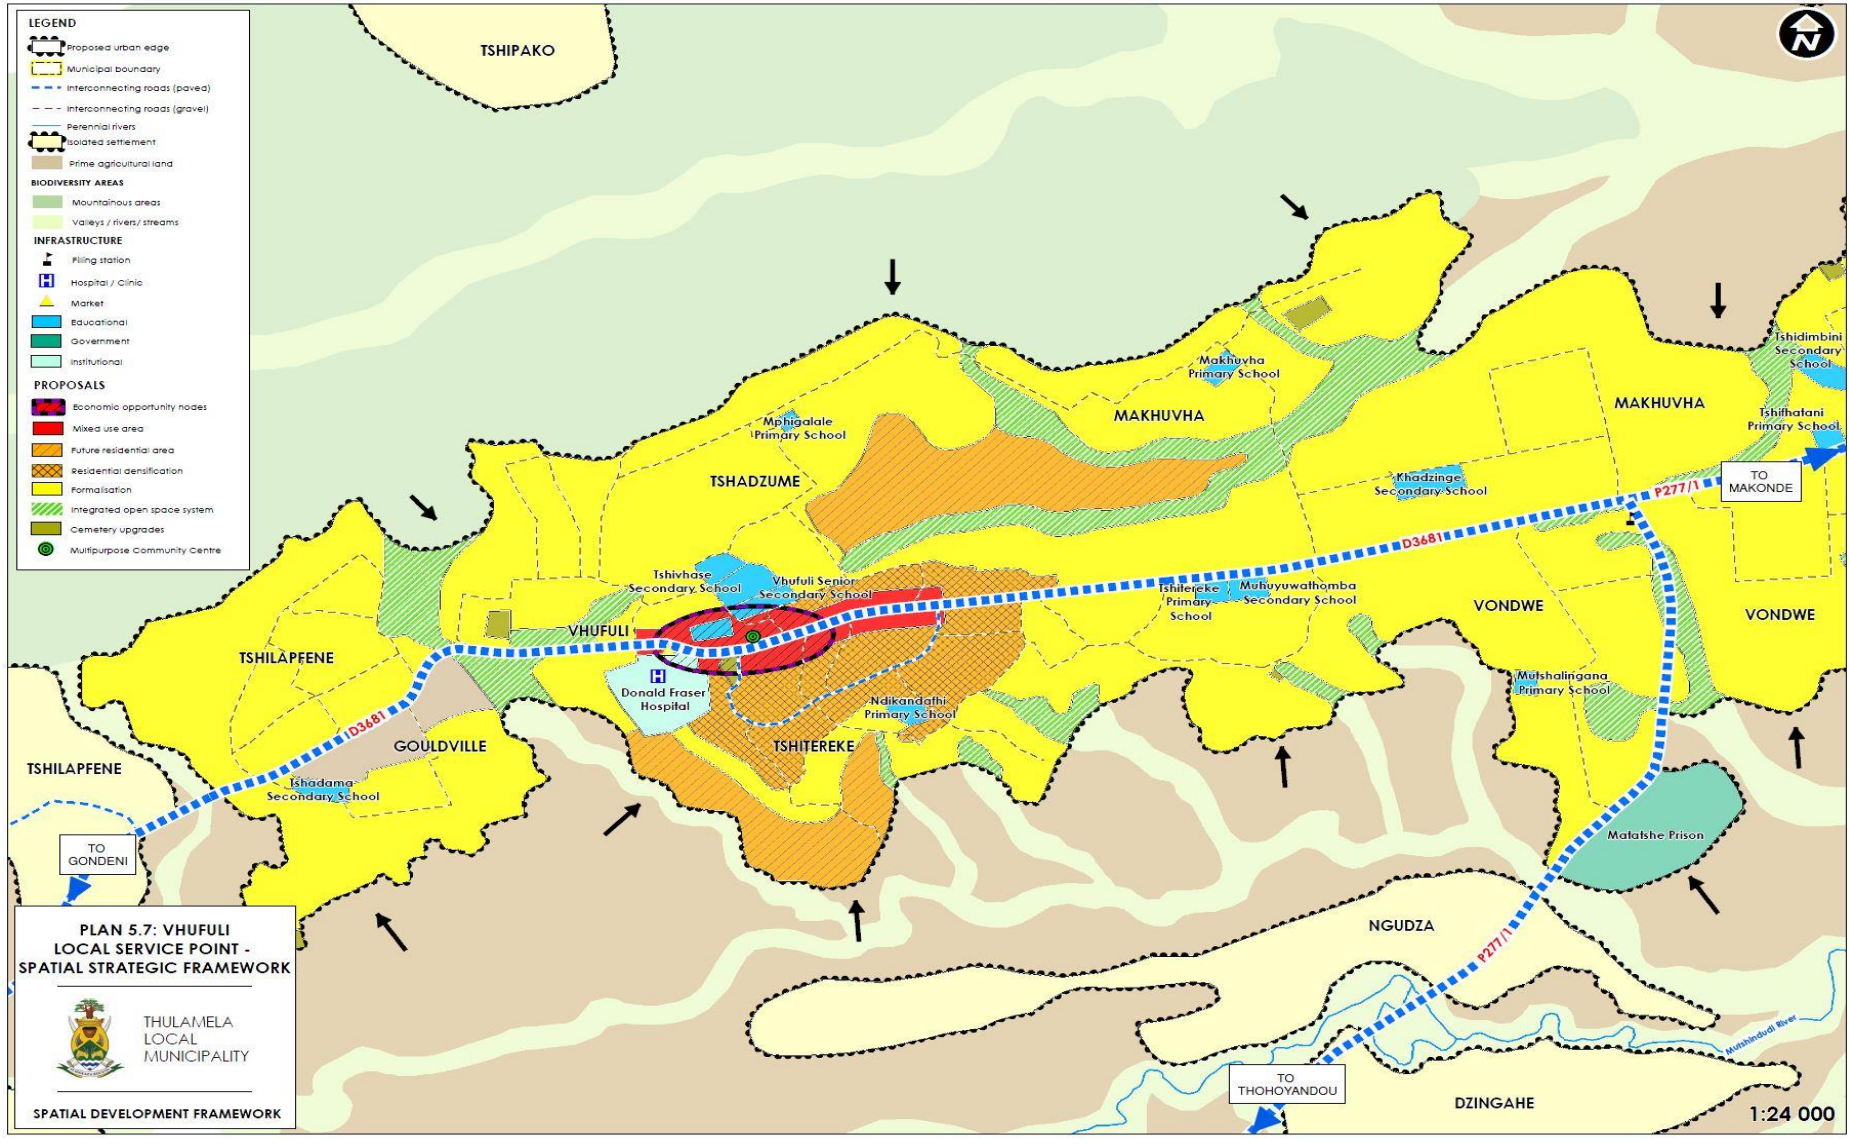 LEGEND
Proposed urban edge
Municipal boundary
Interconnecting roads (paved)
Interconnecting roads (gravel)
Perennial rivers
Isolated settlement
Prime agricultural land
BIODIVERSITY AREAS
Mountainous areas
Valleys / rivers/ streams
INFRASTRUCTURE
Filing station
H
Hospital / Clinic
Market
Educational
Government
Institutional
PROPOSALS
Economic opportunity nodes
Mixed use area
Future residential area
Residential densification
Formalisation
Integrated open space system
Cemetery upgrades
Multipurpose Community Centre
TSHIPAKO
N
Makhuvha
Primary School
MAKHUVHA
Mphigalale
Primary School
TSHADZUME
MAKHUVHA
Tshidimbini
Secondary
School
Tshifhatani
Primary School
TO
MAKONDE
P277/1
Khadzinge
Secondary School
D3681
Tshivhase
Secondary School
Vhufuli Senior
Secondary School
Tshitereke
Primary
School
Muhuyuwathomba
Secondary School
VONDWE
VONDWE
VHUFULI
TSHILAPFENE
H
Donald Fraser
Hospital
Ndikandafhi
Primary School
Mutshalingana
Primary School
D3681
GOULDVILLE
TSHITEREKE
TSHILAPFENE
Tshadama
Secondary School
TO
GONDENI
Matatshe Prison
NGUDZA
P277/1
Mutshindudi River
TO
THOHOYANDOU
DZINGAHE
1:24 000
PLAN 5.7: VHUFULI
LOCAL SERVICE POINT -
SPATIAL STRATEGIC FRAMEWORK
THULAMELA
LOCAL
MUNICIPALITY
SPATIAL DEVELOPMENT FRAMEWORK